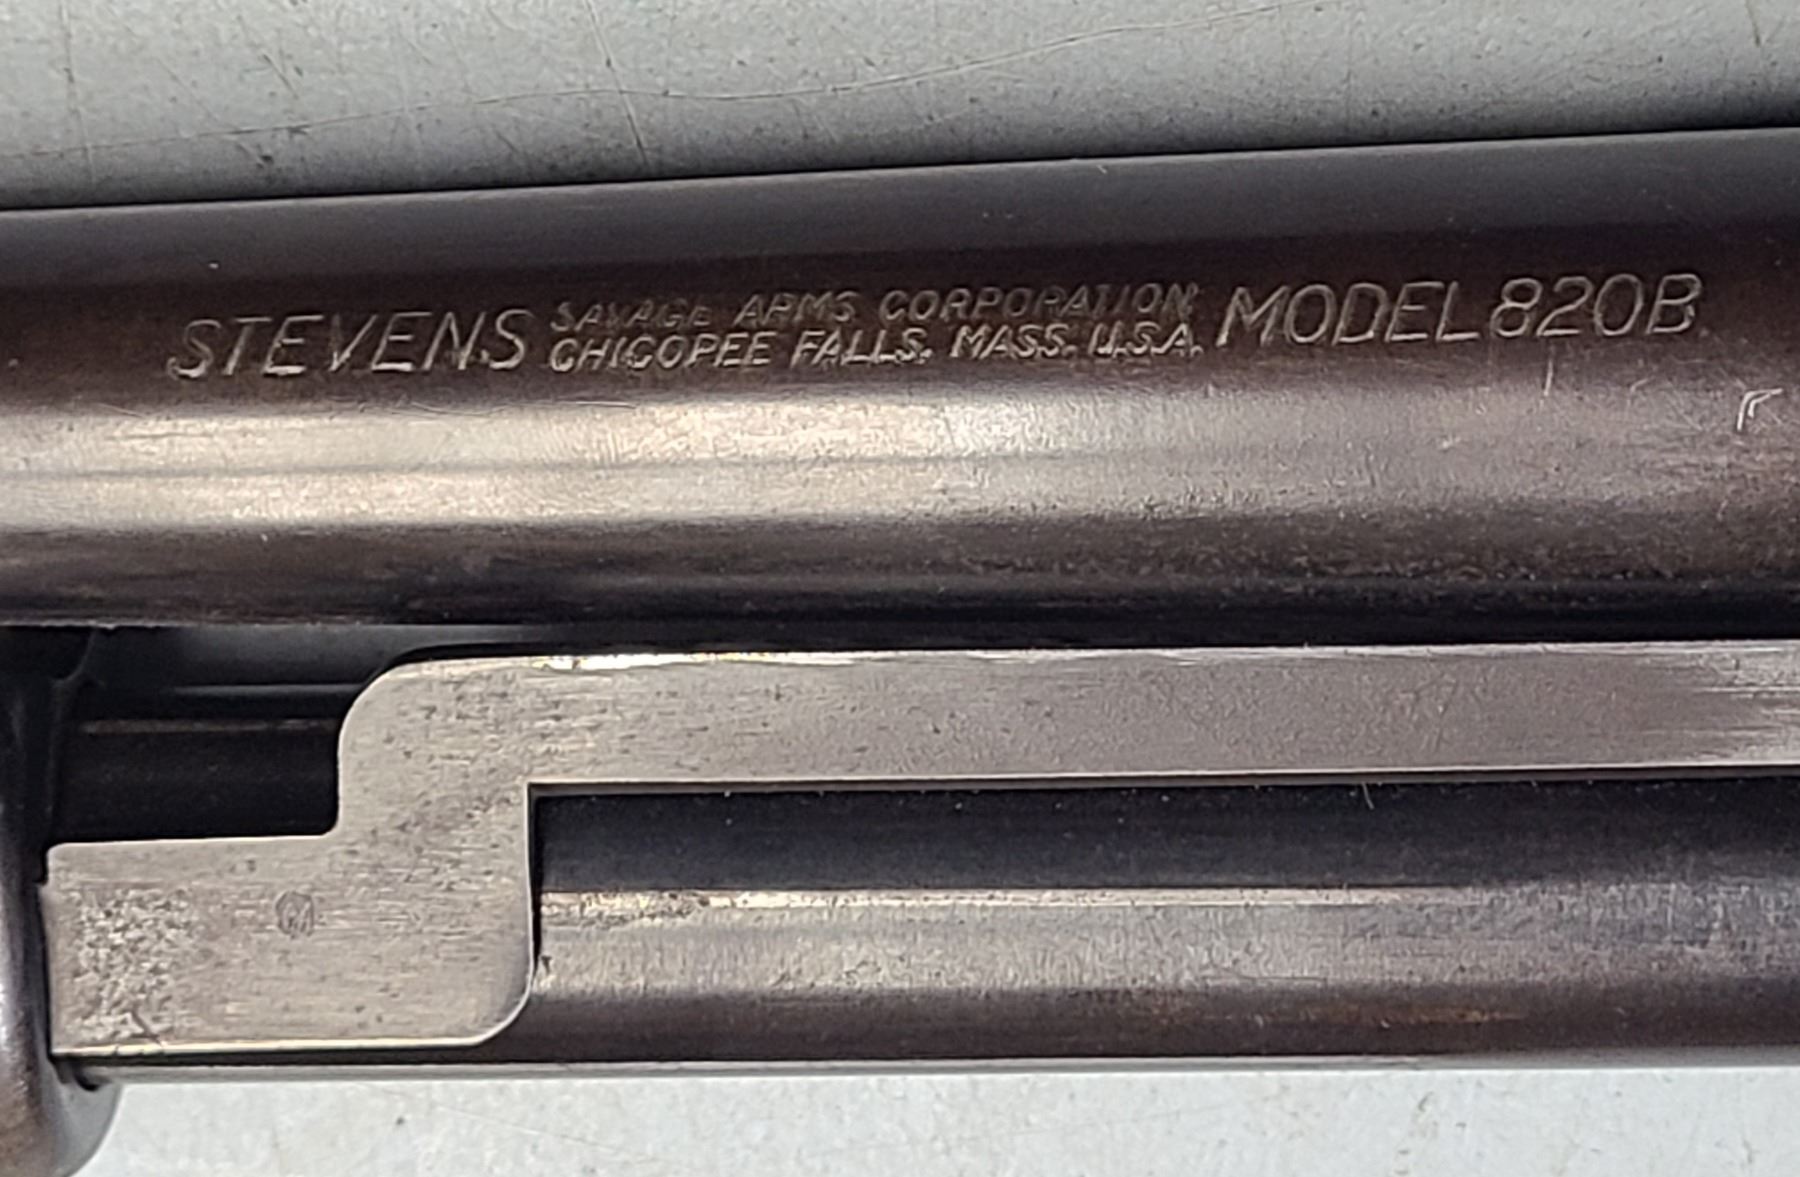 STEVENS SAVAGE ARMS CORPORATION MODEL 820B
CHICOPEE FALLS. MASS. U.S.A.
M